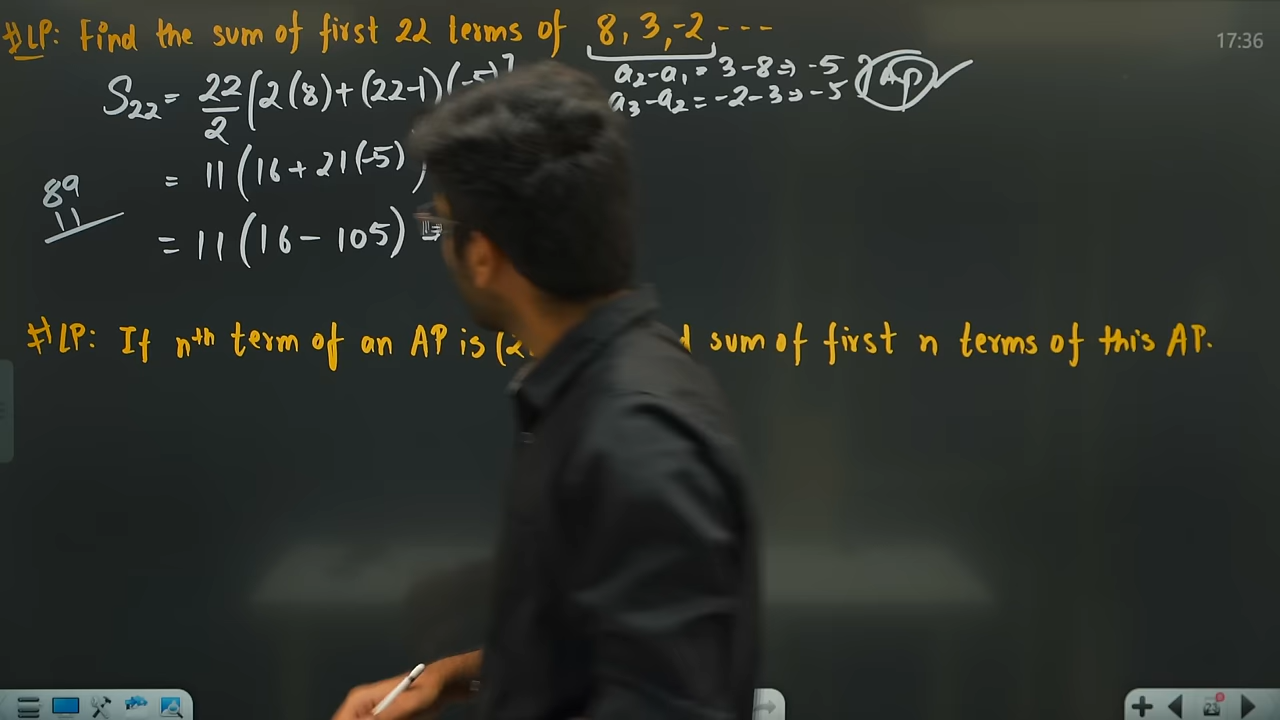 #LP: Find the sum of first 22 terms of 8, 3, -2 ---
17:36
S22 = 22/2 [2(8)+(22-1)(-5)]
a2-a1 = 3-8 => -5
a3-a2 = -2-3 => -5
AP
= 11(16+21(-5))
89
11
= 11(16-105) =
#LP: If nth term of an AP is (2 sum of first n terms of this AP.
23